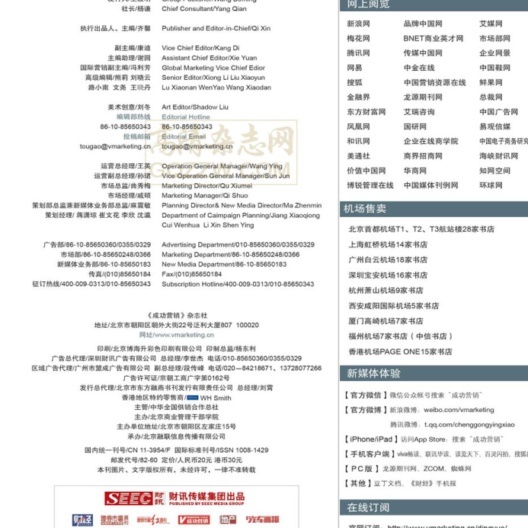 社长/杨谦 Chief Consultant/Yang Qian
执行出品人、主编/齐馨 Publisher and Editor-in-Chief/Qi Xin
副主编/康迪 Vice Chief Editor/Kang Di
主编助理/谢园 Assistant Chief Editor/Xie Yuan
国际营销副主编/冯利芳 Global Marketing Vice Chief Edior
高级编辑/熊莉 刘晓云 Senior Editor/Xiong Li Liu Xiaoyun
路小雨 文尧 王晓丹 Lu Xiaonan Wen Yao Wang Xiaodan
美术创意/刘冬 Art Editor/Shadow Liu
编辑部热线 Editorial Hotline
86-10-85650343 86-10-85650343
投稿邮箱 Editorial Email
tougao@vmarketing.cn tougao@vmarketing.cn
运营总经理/王英 Operation General Manager/Wang Ying
运营副总经理/孙珺 Vice Operation General Manager/Sun Jun
市场总监/曲秀梅 Marketing Director/Qu Xiumei
市场经理/戚硕 Marketing Manager/Qi Shuo
策划部总监兼新媒体业务部总监/麻震敏 Planning Director& New Media Director/Ma Zhenmin
策划经理/ 蒋潇琼 崔文花 李欣 沈瀛 Department of Caimpaign Planning/Jiang Xiaoqiong
Cui Wenhua Li Xin Shen Ying
广告部/86-10-85650360/0355/0329 Advertising Department/010-85650360/0355/0329
市场部/86-10-85650248/0366 Marketing Department/86-10-85650248/0366
新媒体业务部/86-10-85650183 New Media Department/86-10-85650183
传真/(010)85650184 Fax/(010)85650184
征订热线/400-009-0313/010-85650343 Subscription Hotline/400-009-0313/010-85650343
《成功营销》杂志社
地址/北京市朝阳区朝外大街22号泛利大厦807 100020
网址/www.vmarketing.cn
印刷/北京博海升彩色印刷有限公司 印制总监/杨东利
广告总代理/深圳财讯广告有限公司 总经理/李世杰 电话/010-85650360/0355/0329
区域广告代理/广州市盟成广告有限公司 副总经理/段传峰 电话/020-84218671、13728077266
广告许可证/京朝工商广字第0162号
发行总代理/北京市东方融典书刊发行有限责任公司 总经理/刘霄
香港地区特约零售商/ WH Smith
主管/中华全国供销合作总社
主办/北京商业管理干部学院
主办单位地址/北京市朝阳区左家庄15号
承办/北京融联信息传播有限公司
国内统一刊号/CN 11-3954/F 国际标准刊号/ISSN 1008-1429
邮发代号/82-60 定价/人民币20元 港币30元
本刊图片、文字版权所有，未经许可，一律不准转载
SEEC 财讯 财讯传媒集团出品
A PRODUCT OF SEEC MEDIA GROUP LIMITED
网上阅览
新浪网 品牌中国网 艾媒网
梅花网 BNET商业英才网 市场部网
腾讯网 传媒中国网 企业网景
网易 中金在线 中国鞋网
搜狐 中国营销资源在线 鲜果网
金融界 龙源期刊网 总裁网
东方财富网 艾瑞咨询 中国广告网
凤凰网 国研网 易观信媒
和讯网 企业在线商学院 中国电子商务研
美通社 商界招商网 海峡财讯网
价值中国网 华商网 知网空间
博锐管理在线 中国媒体刊例网 环球网
机场售卖
北京首都机场T1、T2、T3航站楼28家书店
上海虹桥机场14家书店
广州白云机场18家书店
深圳宝安机场16家书店
杭州萧山机场9家书店
西安咸阳国际机场5家书店
厦门高崎机场7家书店
福州机场7家书店（中信书店）
香港机场PAGE ONE15家书店
新媒体体验
【官方微信】微信公众帐号搜索“成功营销”
【官方微博】新浪微博：weibo.com/vmarketing
腾讯微博：t.qq.com/chenggongyingxiao
【iPhone/iPad】访问App Store，搜索“成功营销”
【PC版】龙源期刊网、ZCOM、蜘蛛网
【其他】豆丁文档、《财经》手机报
在线订阅